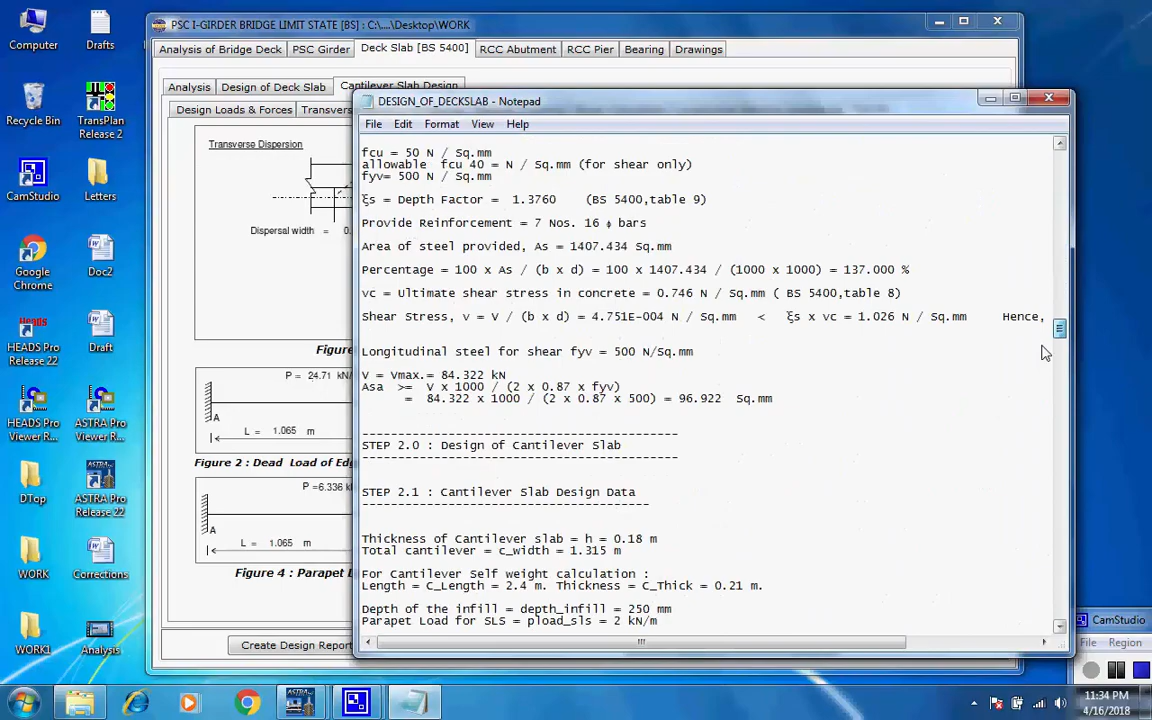 Computer
Drafts
Recycle Bin
TransPlan
Release 2
CamStudio
Letters
Google
Chrome
Doc2
HEADS Pro
Release 22
Draft
HEADS Pro
Viewer R...
ASTRA Pro
Viewer R...
DTop
ASTRA Pro
Release 22
WORK
Corrections
WORK1
Analysis
PSC I-GIRDER BRIDGE LIMIT STATE [BS] : C:\...\Desktop\WORK
Analysis of Bridge Deck
PSC Girder
Deck Slab [BS 5400]
RCC Abutment
RCC Pier
Bearing
Drawings
Analysis
Design of Deck Slab
Cantilever Slab Design
Design Loads & Forces
Transvers
Transverse Dispersion
Dispersal width = 0.
Figure
P = 24.71 kN/
A
L = 1.065 m
Figure 2 : Dead Load of Edg
P =6.336 k
A
L = 1.065 m
Figure 4 : Parapet L
Create Design Report
DESIGN_OF_DECKSLAB - Notepad
File Edit Format View Help
fcu = 50 N / Sq.mm
allowable fcu 40 = N / Sq.mm (for shear only)
fyv= 500 N / Sq.mm
ξs = Depth Factor = 1.3760 (BS 5400,table 9)
Provide Reinforcement = 7 Nos. 16 ɸ bars
Area of steel provided, As = 1407.434 Sq.mm
Percentage = 100 x As / (b x d) = 100 x 1407.434 / (1000 x 1000) = 137.000 %
vc = Ultimate shear stress in concrete = 0.746 N / Sq.mm ( BS 5400,table 8)
Shear Stress, v = V / (b x d) = 4.751E-004 N / Sq.mm < ξs x vc = 1.026 N / Sq.mm Hence,
Longitudinal steel for shear fyv = 500 N/Sq.mm
V = Vmax.= 84.322 kN
Asa >= V x 1000 / (2 x 0.87 x fyv)
= 84.322 x 1000 / (2 x 0.87 x 500) = 96.922 Sq.mm
---------------------------------------------
STEP 2.0 : Design of Cantilever Slab
---------------------------------------------
STEP 2.1 : Cantilever Slab Design Data
-----------------------------------------
Thickness of Cantilever slab = h = 0.18 m
Total cantilever = c_width = 1.315 m
For Cantilever Self weight calculation :
Length = C_Length = 2.4 m. Thickness = C_Thick = 0.21 m.
Depth of the infill = depth_infill = 250 mm
Parapet Load for SLS = pload_sls = 2 kN/m
CamStudio
File Region
11:34 PM
4/16/2018